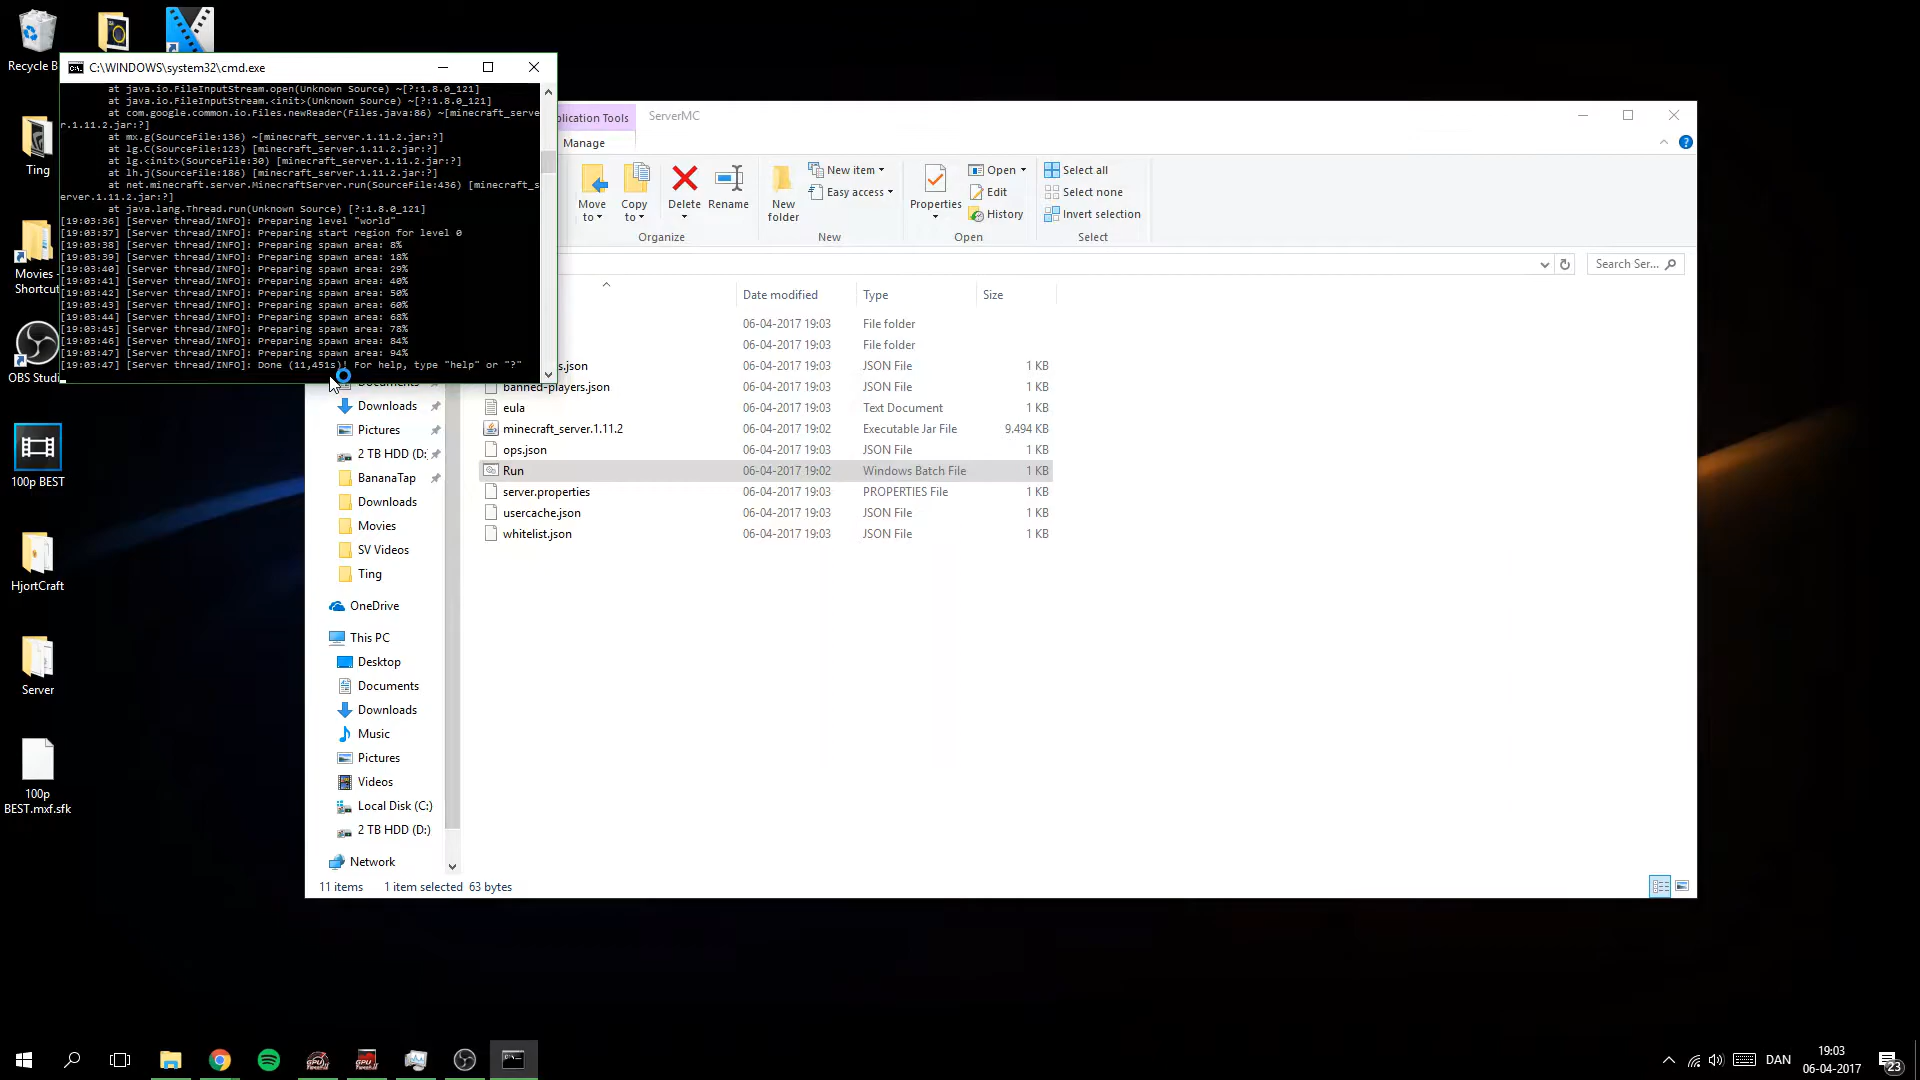 Recycle B
C:\WINDOWS\system32\cmd.exe
at java.io.FileInputStream.open(Unknown Source) ~[?:1.8.0_121]
at java.io.FileInputStream.<init>(Unknown Source) ~[?:1.8.0_121]
at com.google.common.io.Files.newReader(Files.java:86) ~[minecraft_serve
r.1.11.2.jar:?]
at mx.g(SourceFile:136) ~[minecraft_server.1.11.2.jar:?]
at lg.C(SourceFile:123) [minecraft_server.1.11.2.jar:?]
at lg.<init>(SourceFile:30) [minecraft_server.1.11.2.jar:?]
at lh.j(SourceFile:186) [minecraft_server.1.11.2.jar:?]
at net.minecraft.server.MinecraftServer.run(SourceFile:436) [minecraft_s
erver.1.11.2.jar:?]
at java.lang.Thread.run(Unknown Source) [?:1.8.0_121]
[19:03:36] [Server thread/INFO]: Preparing level "world"
[19:03:37] [Server thread/INFO]: Preparing start region for level 0
[19:03:38] [Server thread/INFO]: Preparing spawn area: 8%
[19:03:39] [Server thread/INFO]: Preparing spawn area: 18%
[19:03:40] [Server thread/INFO]: Preparing spawn area: 29%
[19:03:41] [Server thread/INFO]: Preparing spawn area: 40%
[19:03:42] [Server thread/INFO]: Preparing spawn area: 50%
[19:03:43] [Server thread/INFO]: Preparing spawn area: 60%
[19:03:44] [Server thread/INFO]: Preparing spawn area: 68%
[19:03:45] [Server thread/INFO]: Preparing spawn area: 78%
[19:03:46] [Server thread/INFO]: Preparing spawn area: 84%
[19:03:47] [Server thread/INFO]: Preparing spawn area: 94%
[19:03:47] [Server thread/INFO]: Done (11,451s)! For help, type "help" or "?"
Ting
Movies -
Shortcut
OBS Studi
100p BEST
HjortCraft
Server
100p
BEST.mxf.sfk
plication Tools
ServerMC
Manage
Move
to
Copy
to
Delete
Rename
Organize
New
folder
New item
Easy access
New
Properties
Open
Edit
History
Open
Select all
Select none
Invert selection
Select
Search Ser...
Date modified Type Size
06-04-2017 19:03 File folder
06-04-2017 19:03 File folder
s.json 06-04-2017 19:03 JSON File 1 KB
banned-players.json 06-04-2017 19:03 JSON File 1 KB
eula 06-04-2017 19:03 Text Document 1 KB
minecraft_server.1.11.2 06-04-2017 19:02 Executable Jar File 9.494 KB
ops.json 06-04-2017 19:03 JSON File 1 KB
Run 06-04-2017 19:02 Windows Batch File 1 KB
server.properties 06-04-2017 19:03 PROPERTIES File 1 KB
usercache.json 06-04-2017 19:03 JSON File 1 KB
whitelist.json 06-04-2017 19:03 JSON File 1 KB
Documents
Downloads
Pictures
2 TB HDD (D:
BananaTap
Downloads
Movies
SV Videos
Ting
OneDrive
This PC
Desktop
Documents
Downloads
Music
Pictures
Videos
Local Disk (C:)
2 TB HDD (D:)
Network
11 items 1 item selected 63 bytes
DAN
19:03
06-04-2017
23